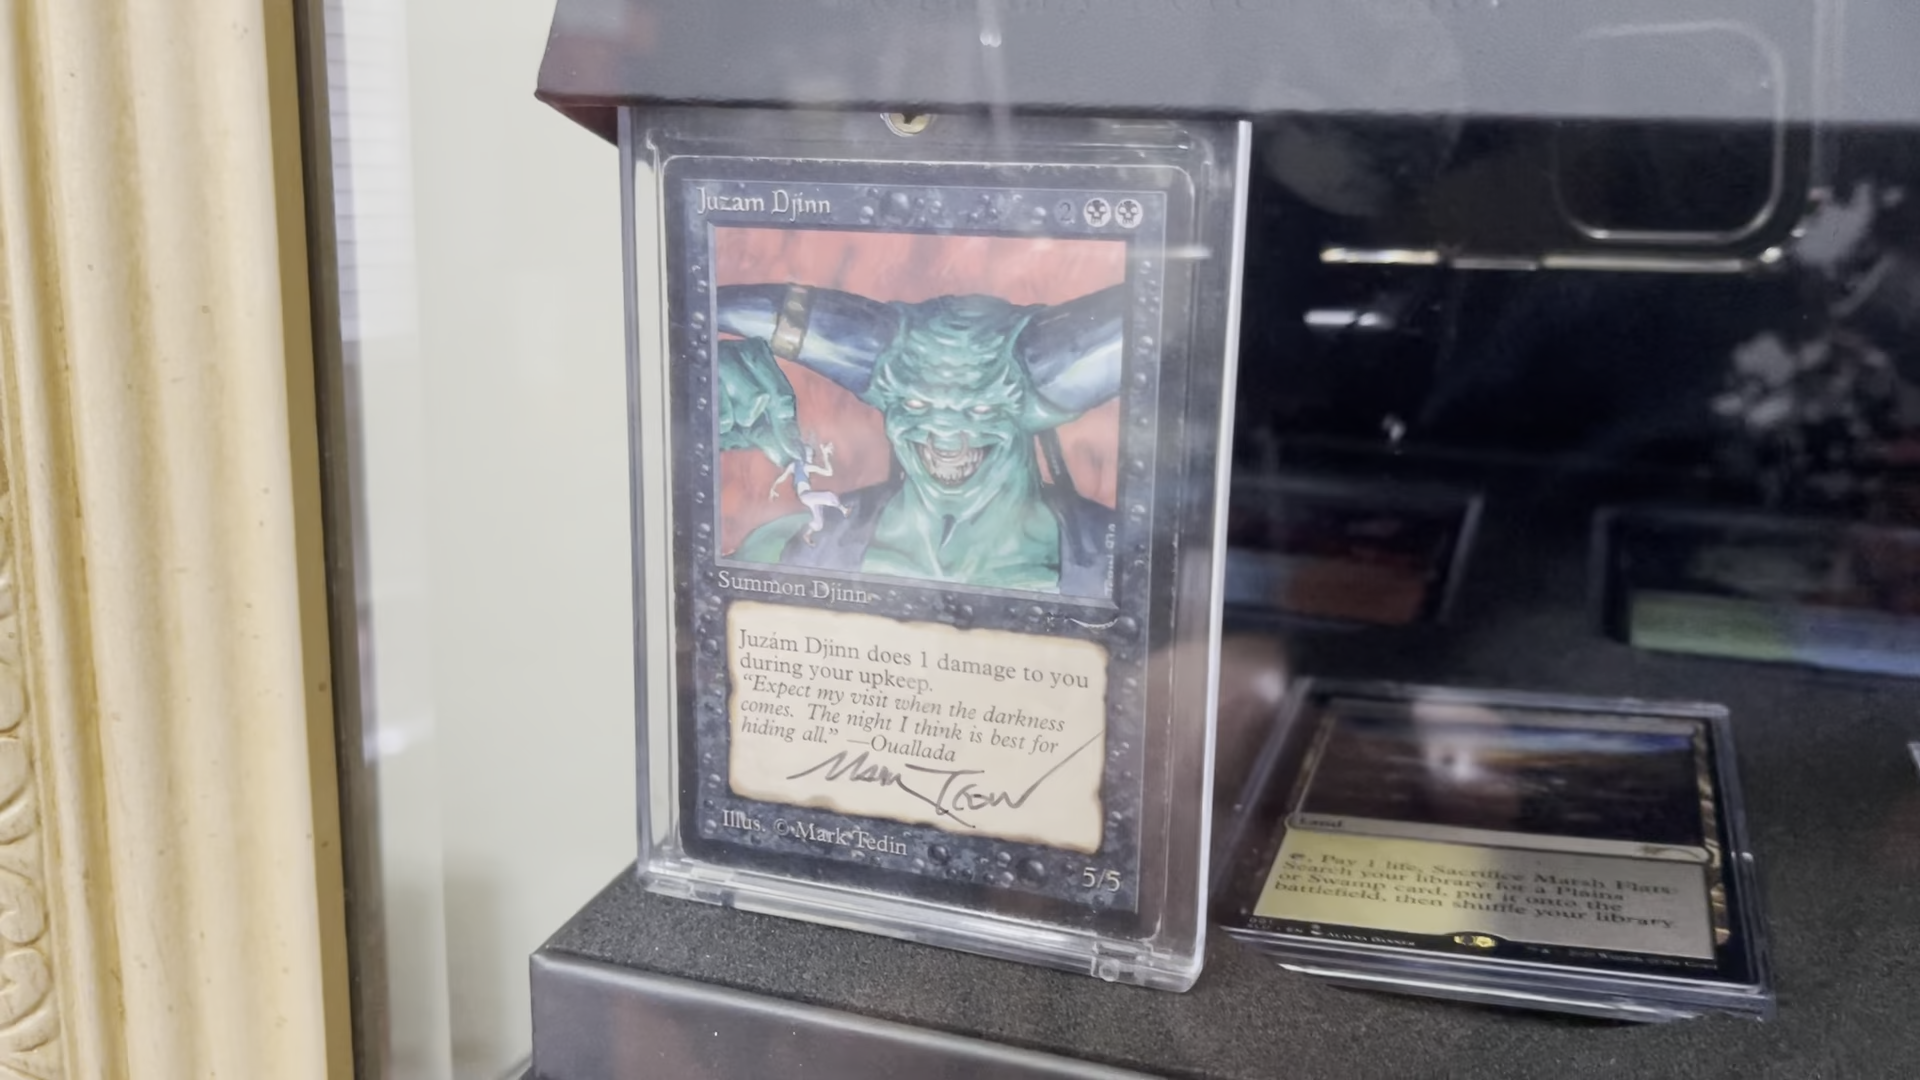 Juzam Djinn 2
Summon Djinn
Juzám Djinn does 1 damage to you
during your upkeep.
“Expect my visit when the darkness
comes. The night I think is best for
hiding all.” —Ouallada
Mark Tedin
Illus. © Mark Tedin
5/5
Land
, Pay 1 life, Sacrifice Marsh Flats:
Search your library for a Plains
or Swamp card, put it onto the
battlefield, then shuffle your library.